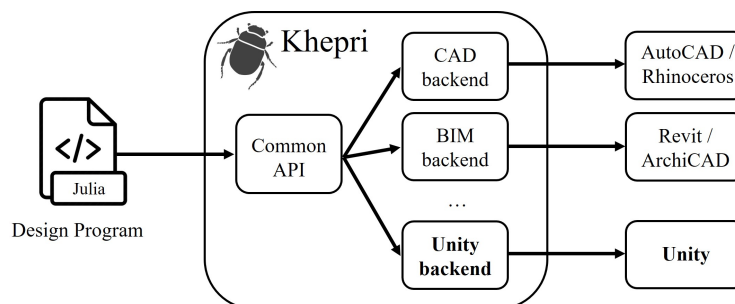 Khepri
CAD
backend
AutoCAD /
Rhinoceros
</>
Julia
Design Program
Common
API
BIM
backend
Revit /
ArchiCAD
...
Unity
backend
Unity